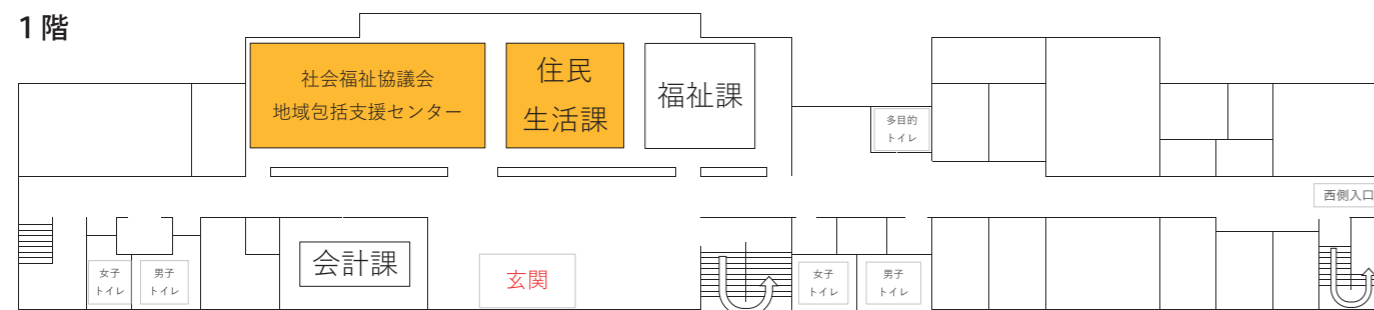 1階
社会福祉協議会
地域包括支援センター
住民
生活課
福祉課
多目的
トイレ
西側入口
会計課
玄関
女子
トイレ
男子
トイレ
女子
トイレ
男子
トイレ